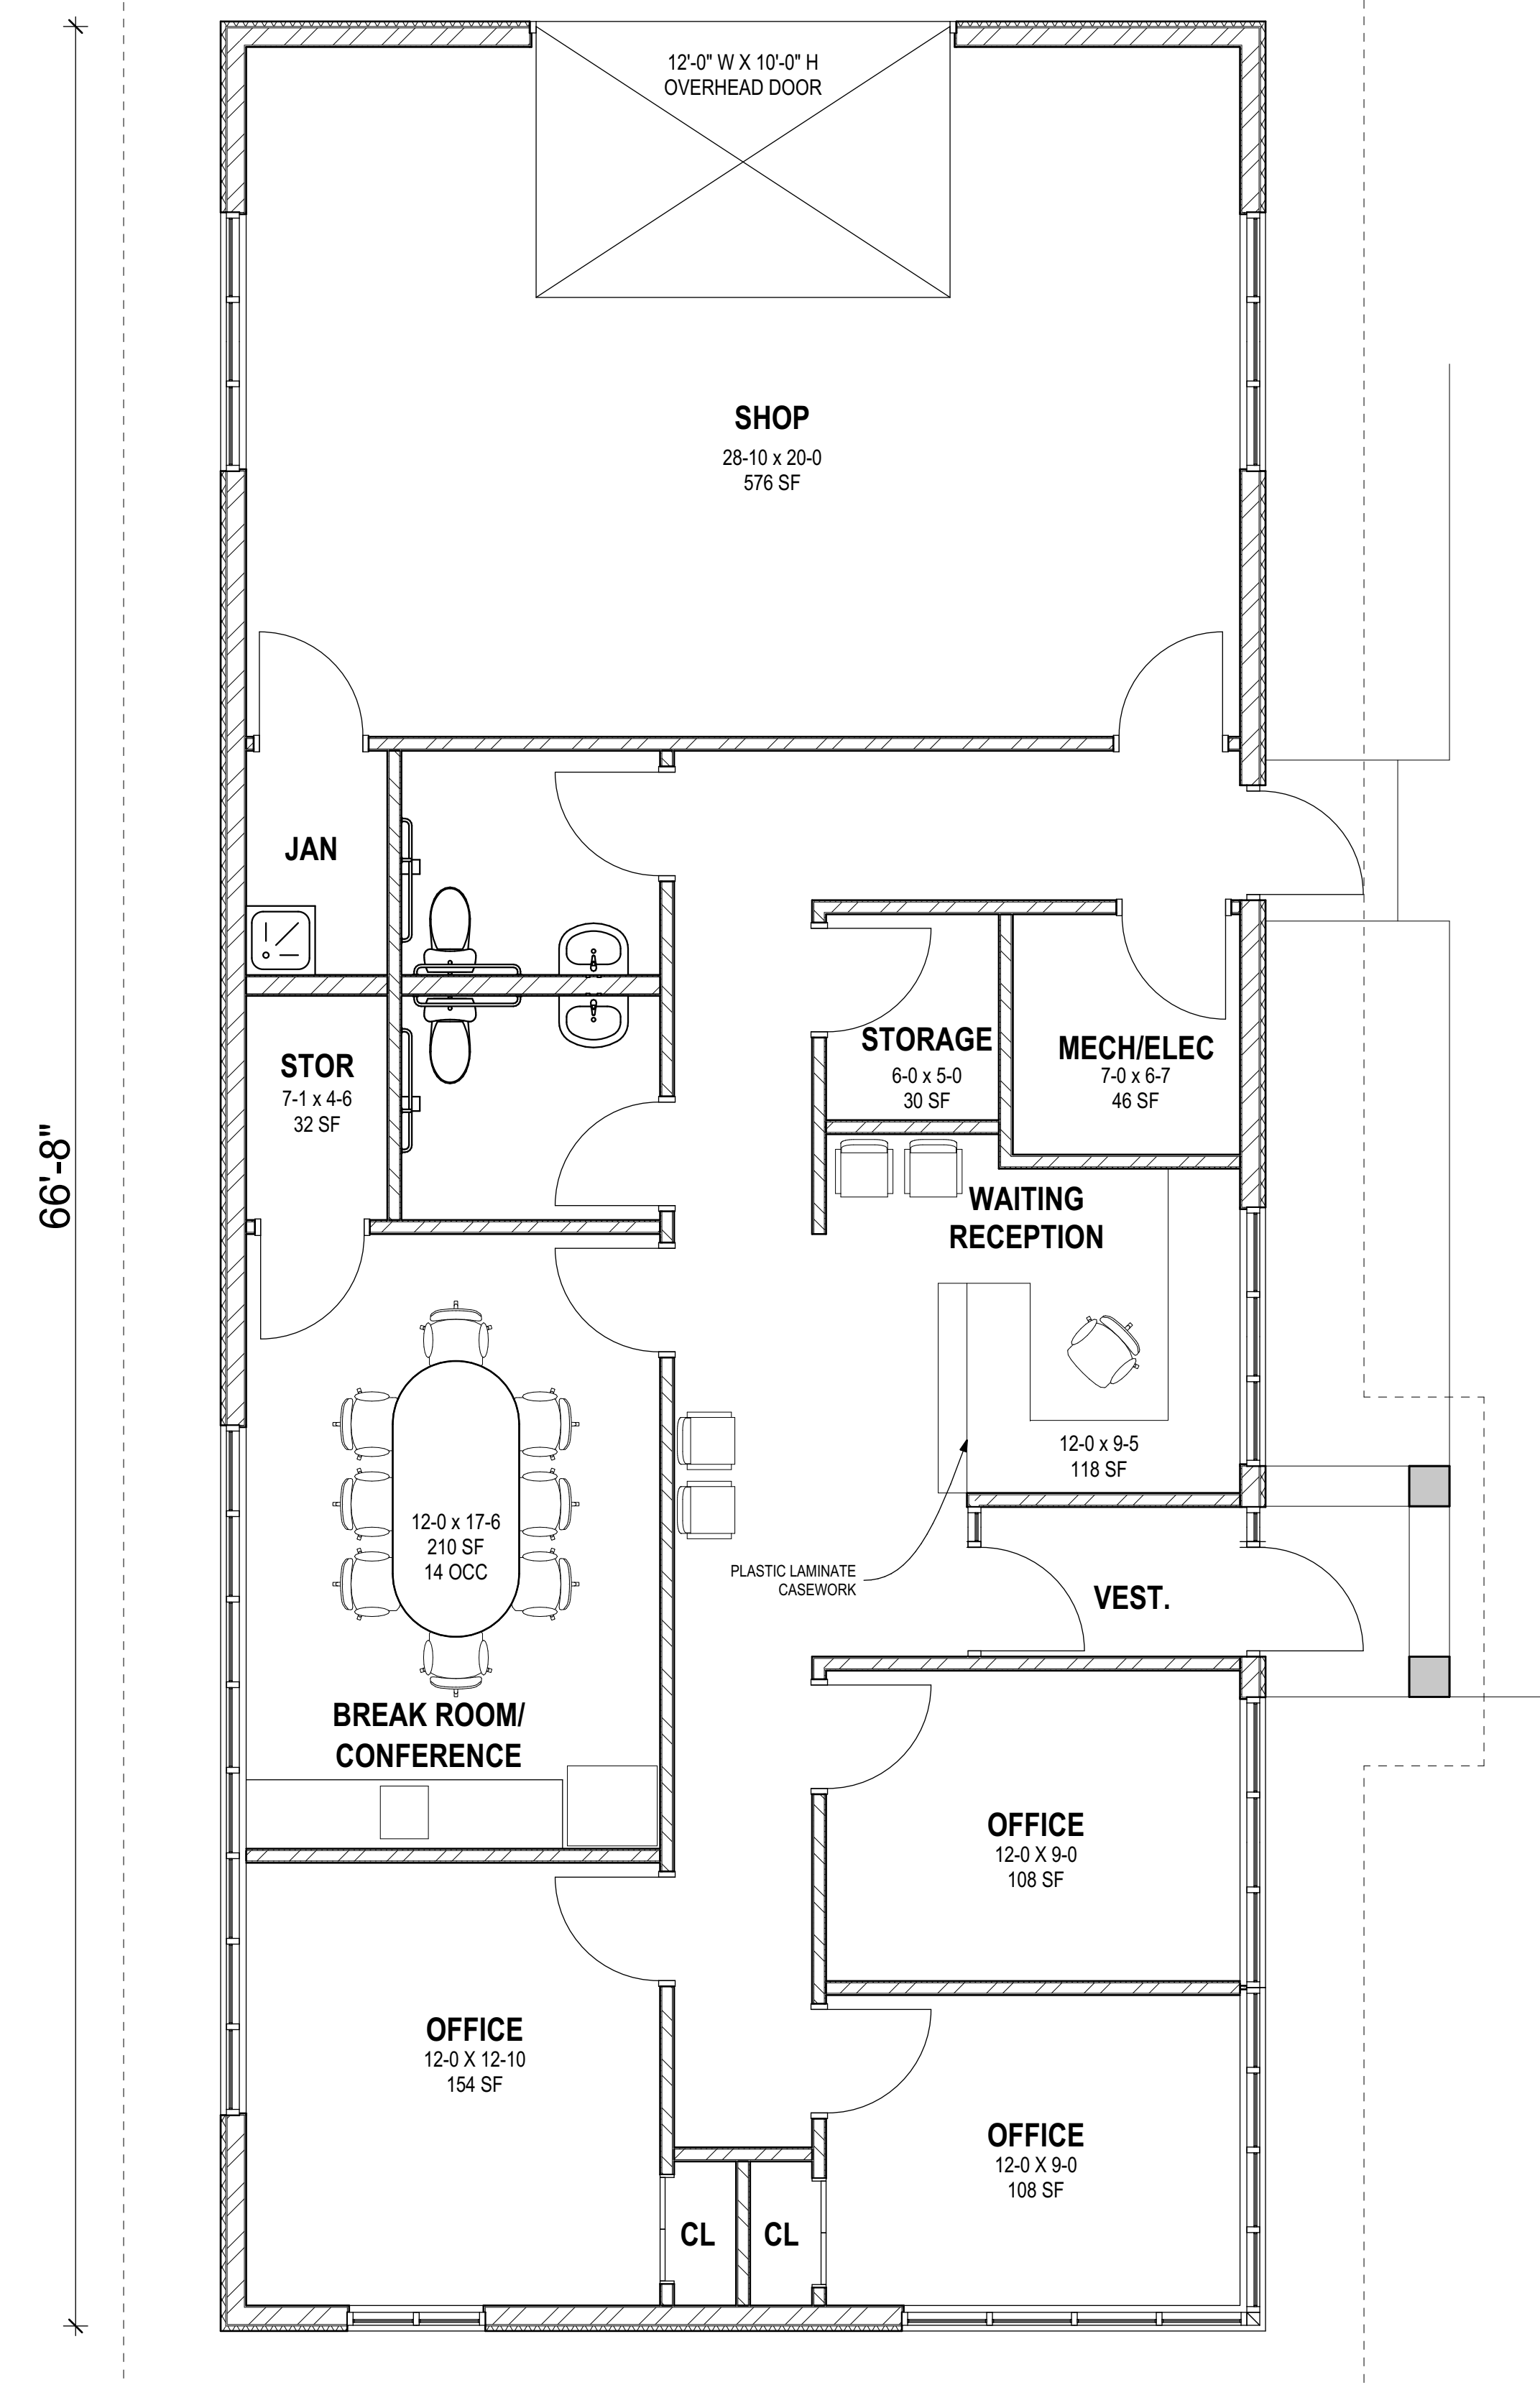 12'-0" W X 10'-0" H
OVERHEAD DOOR
SHOP
28-10 x 20-0
576 SF
JAN
STOR
7-1 x 4-6
32 SF
STORAGE
6-0 x 5-0
30 SF
MECH/ELEC
7-0 x 6-7
46 SF
66'-8"
WAITING
RECEPTION
12-0 x 9-5
118 SF
12-0 x 17-6
210 SF
14 OCC
PLASTIC LAMINATE
CASEWORK
VEST.
BREAK ROOM/
CONFERENCE
OFFICE
12-0 X 9-0
108 SF
OFFICE
12-0 X 12-10
154 SF
OFFICE
12-0 X 9-0
108 SF
CL
CL